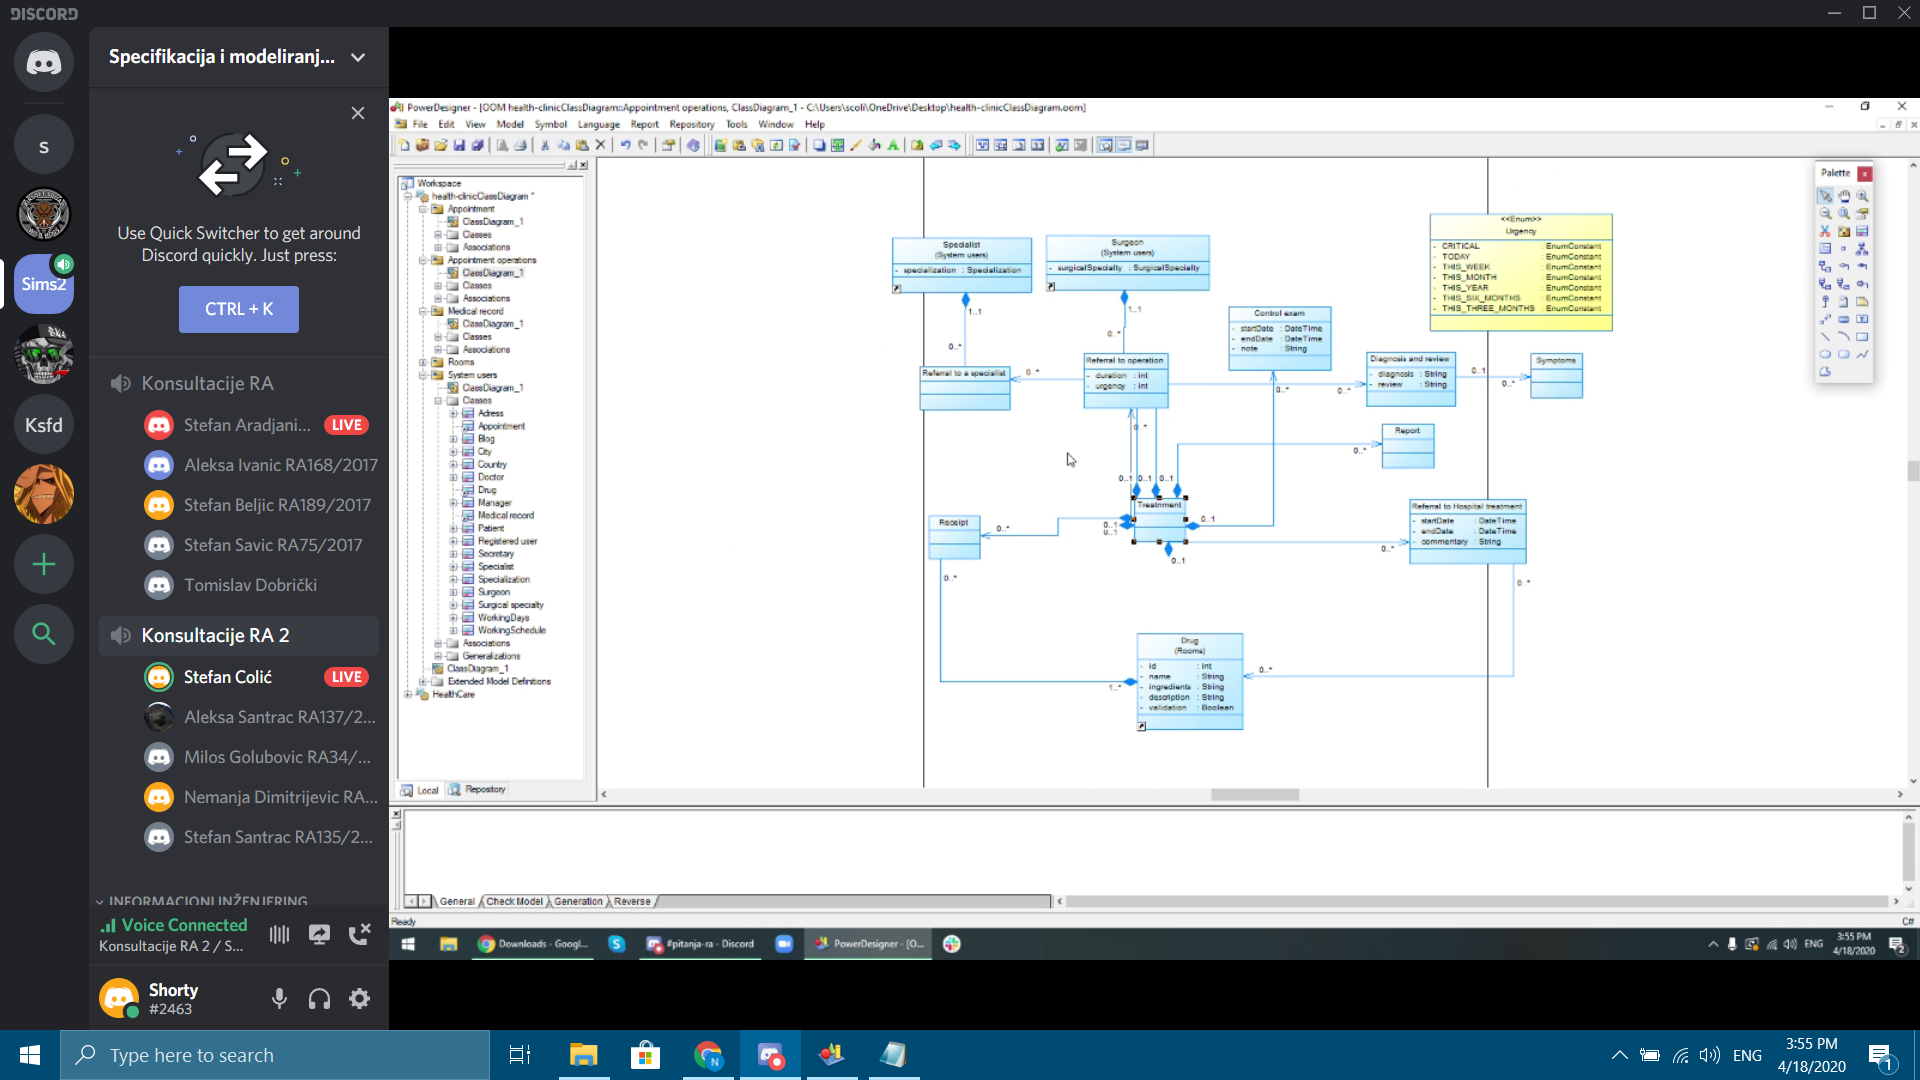 DISCORD
Specifikacija i modeliranj...
S
Use Quick Switcher to get around
Discord quickly. Just press:
CTRL + K
Sims2
Ksfd
Konsultacije RA
Stefan Aradjani... LIVE
Aleksa Ivanic RA168/2017
Stefan Beljic RA189/2017
Stefan Savic RA75/2017
Tomislav Dobrički
Konsultacije RA 2
Stefan Colić LIVE
Aleksa Santrac RA137/2...
Milos Golubovic RA34/...
Nemanja Dimitrijevic RA...
Stefan Santrac RA135/2...
INFORMACIONI INŽENJERING
Voice Connected
Konsultacije RA 2 / S...
Shorty
#2463
PowerDesigner - [OOM health-clinicClassDiagram::Appointment operations, ClassDiagram_1 - C:\Users\scoli\OneDrive\Desktop\health-clinicClassDiagram.oom]
File Edit View Model Symbol Language Report Repository Tools Window Help
Workspace
health-clinicClassDiagram *
Appointment
ClassDiagram_1
Classes
Associations
Appointment operations
ClassDiagram_1
Classes
Associations
Medical record
ClassDiagram_1
Classes
Associations
Rooms
System users
ClassDiagram_1
Classes
Adress
Appointment
Blog
City
Country
Doctor
Drug
Manager
Medical record
Patient
Registered user
Secretary
Specialist
Specialization
Surgeon
Surgical specialty
WorkingDays
WorkingSchedule
Associations
Generalizations
ClassDiagram_1
Extended Model Definitions
HealthCare
Local Repository
Palette
Specialist
(System users)
- specialization : Specialization
Surgeon
(System users)
- surgicalSpecialty : SurgicalSpecialty
<<Enum>>
Urgency
- CRITICAL : EnumConstant
- TODAY : EnumConstant
- THIS_WEEK : EnumConstant
- THIS_MONTH : EnumConstant
- THIS_YEAR : EnumConstant
- THIS_SIX_MONTHS : EnumConstant
- THIS_THREE_MONTHS : EnumConstant
1..1
1..1
0..*
0..*
Control exam
- startDate : DateTime
- endDate : DateTime
- note : String
Referral to a specialist
0..*
Referral to operation
- duration : int
- urgency : int
0..*
0..*
Diagnosis and review
- diagnosis : String
- review : String
0..1
0..*
Symptoms
0..*
Report
0..*
0..1 0..1 0..1
Treatnment
0..1
0..1
0..1
0..1
Receipt
0..*
0..*
Referral to Hospital treatment
- startDate : DateTime
- endDate : DateTime
- commentary : String
0..*
0..*
0..*
Drug
(Rooms)
- id : int
- name : String
- ingredients : String
- description : String
- validation : Boolean
1..*
0..*
General Check Model Generation Reverse
Ready
C#
Downloads - Googl...
#pitanja-ra - Discord
PowerDesigner - [O...
ENG
3:55 PM
4/18/2020
2
Type here to search
ENG
3:55 PM
4/18/2020
1